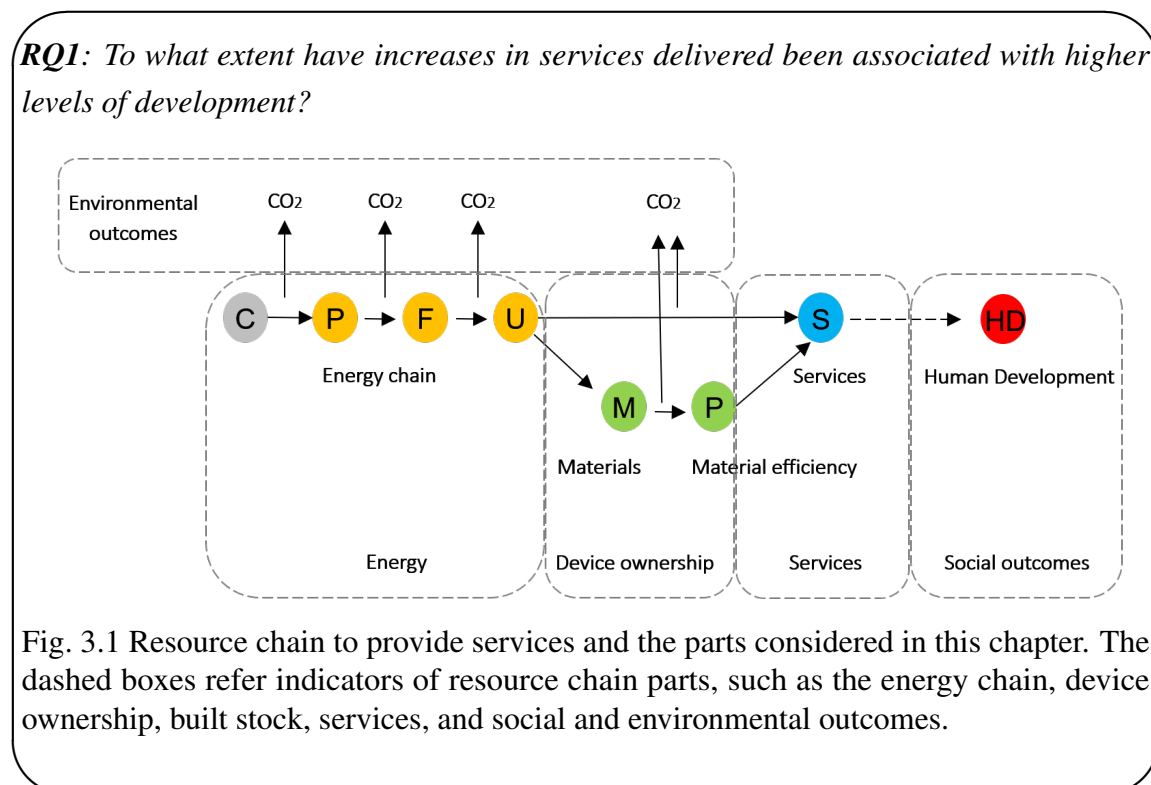 RQ1: To what extent have increases in services delivered been associated with higher
levels of development?
Environmental
outcomes
CO2 CO2 CO2 CO2
C P F U S HD
Energy chain Services Human Development
M P
Materials Material efficiency
Energy Device ownership Services Social outcomes
Fig. 3.1 Resource chain to provide services and the parts considered in this chapter. The
dashed boxes refer indicators of resource chain parts, such as the energy chain, device
ownership, built stock, services, and social and environmental outcomes.